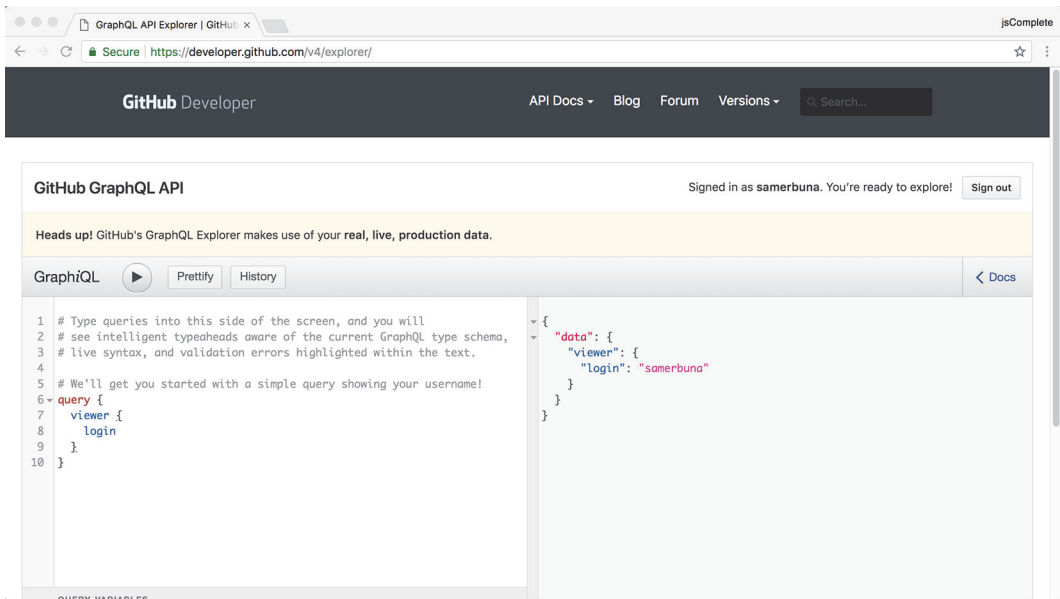 GraphQL API Explorer | GitHub ×
jsComplete
Secure https://developer.github.com/v4/explorer/
GitHub Developer
API Docs Blog Forum Versions Search...
GitHub GraphQL API
Signed in as samerbuna. You're ready to explore! Sign out
Heads up! GitHub's GraphQL Explorer makes use of your real, live, production data.
GraphiQL Prettify History Docs
1 # Type queries into this side of the screen, and you will
2 # see intelligent typeaheads aware of the current GraphQL type schema,
3 # live syntax, and validation errors highlighted within the text.
4
5 # We'll get you started with a simple query showing your username!
6 query {
7 viewer {
8 login
9 }
10 }
{
"data": {
"viewer": {
"login": "samerbuna"
}
}
}
QUERY VARIABLES